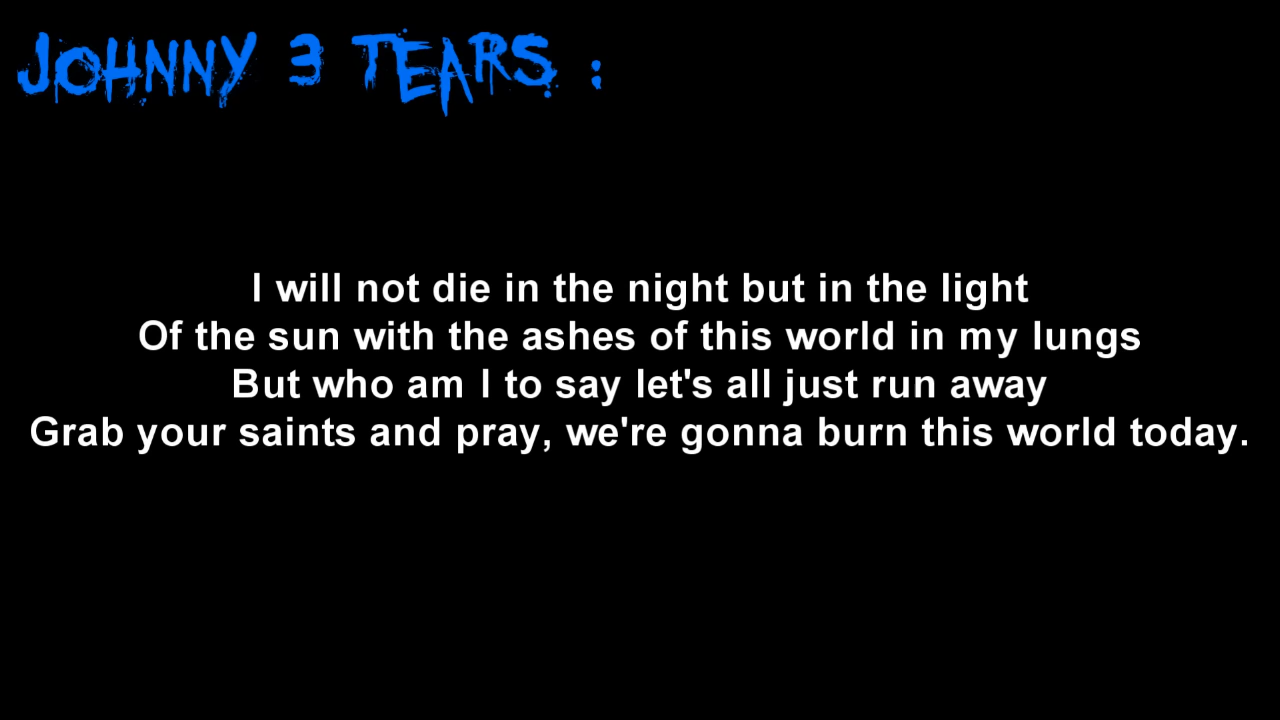 JOHNNY 3 TEARS :
I will not die in the night but in the light
Of the sun with the ashes of this world in my lungs
But who am I to say let's all just run away
Grab your saints and pray, we're gonna burn this world today.